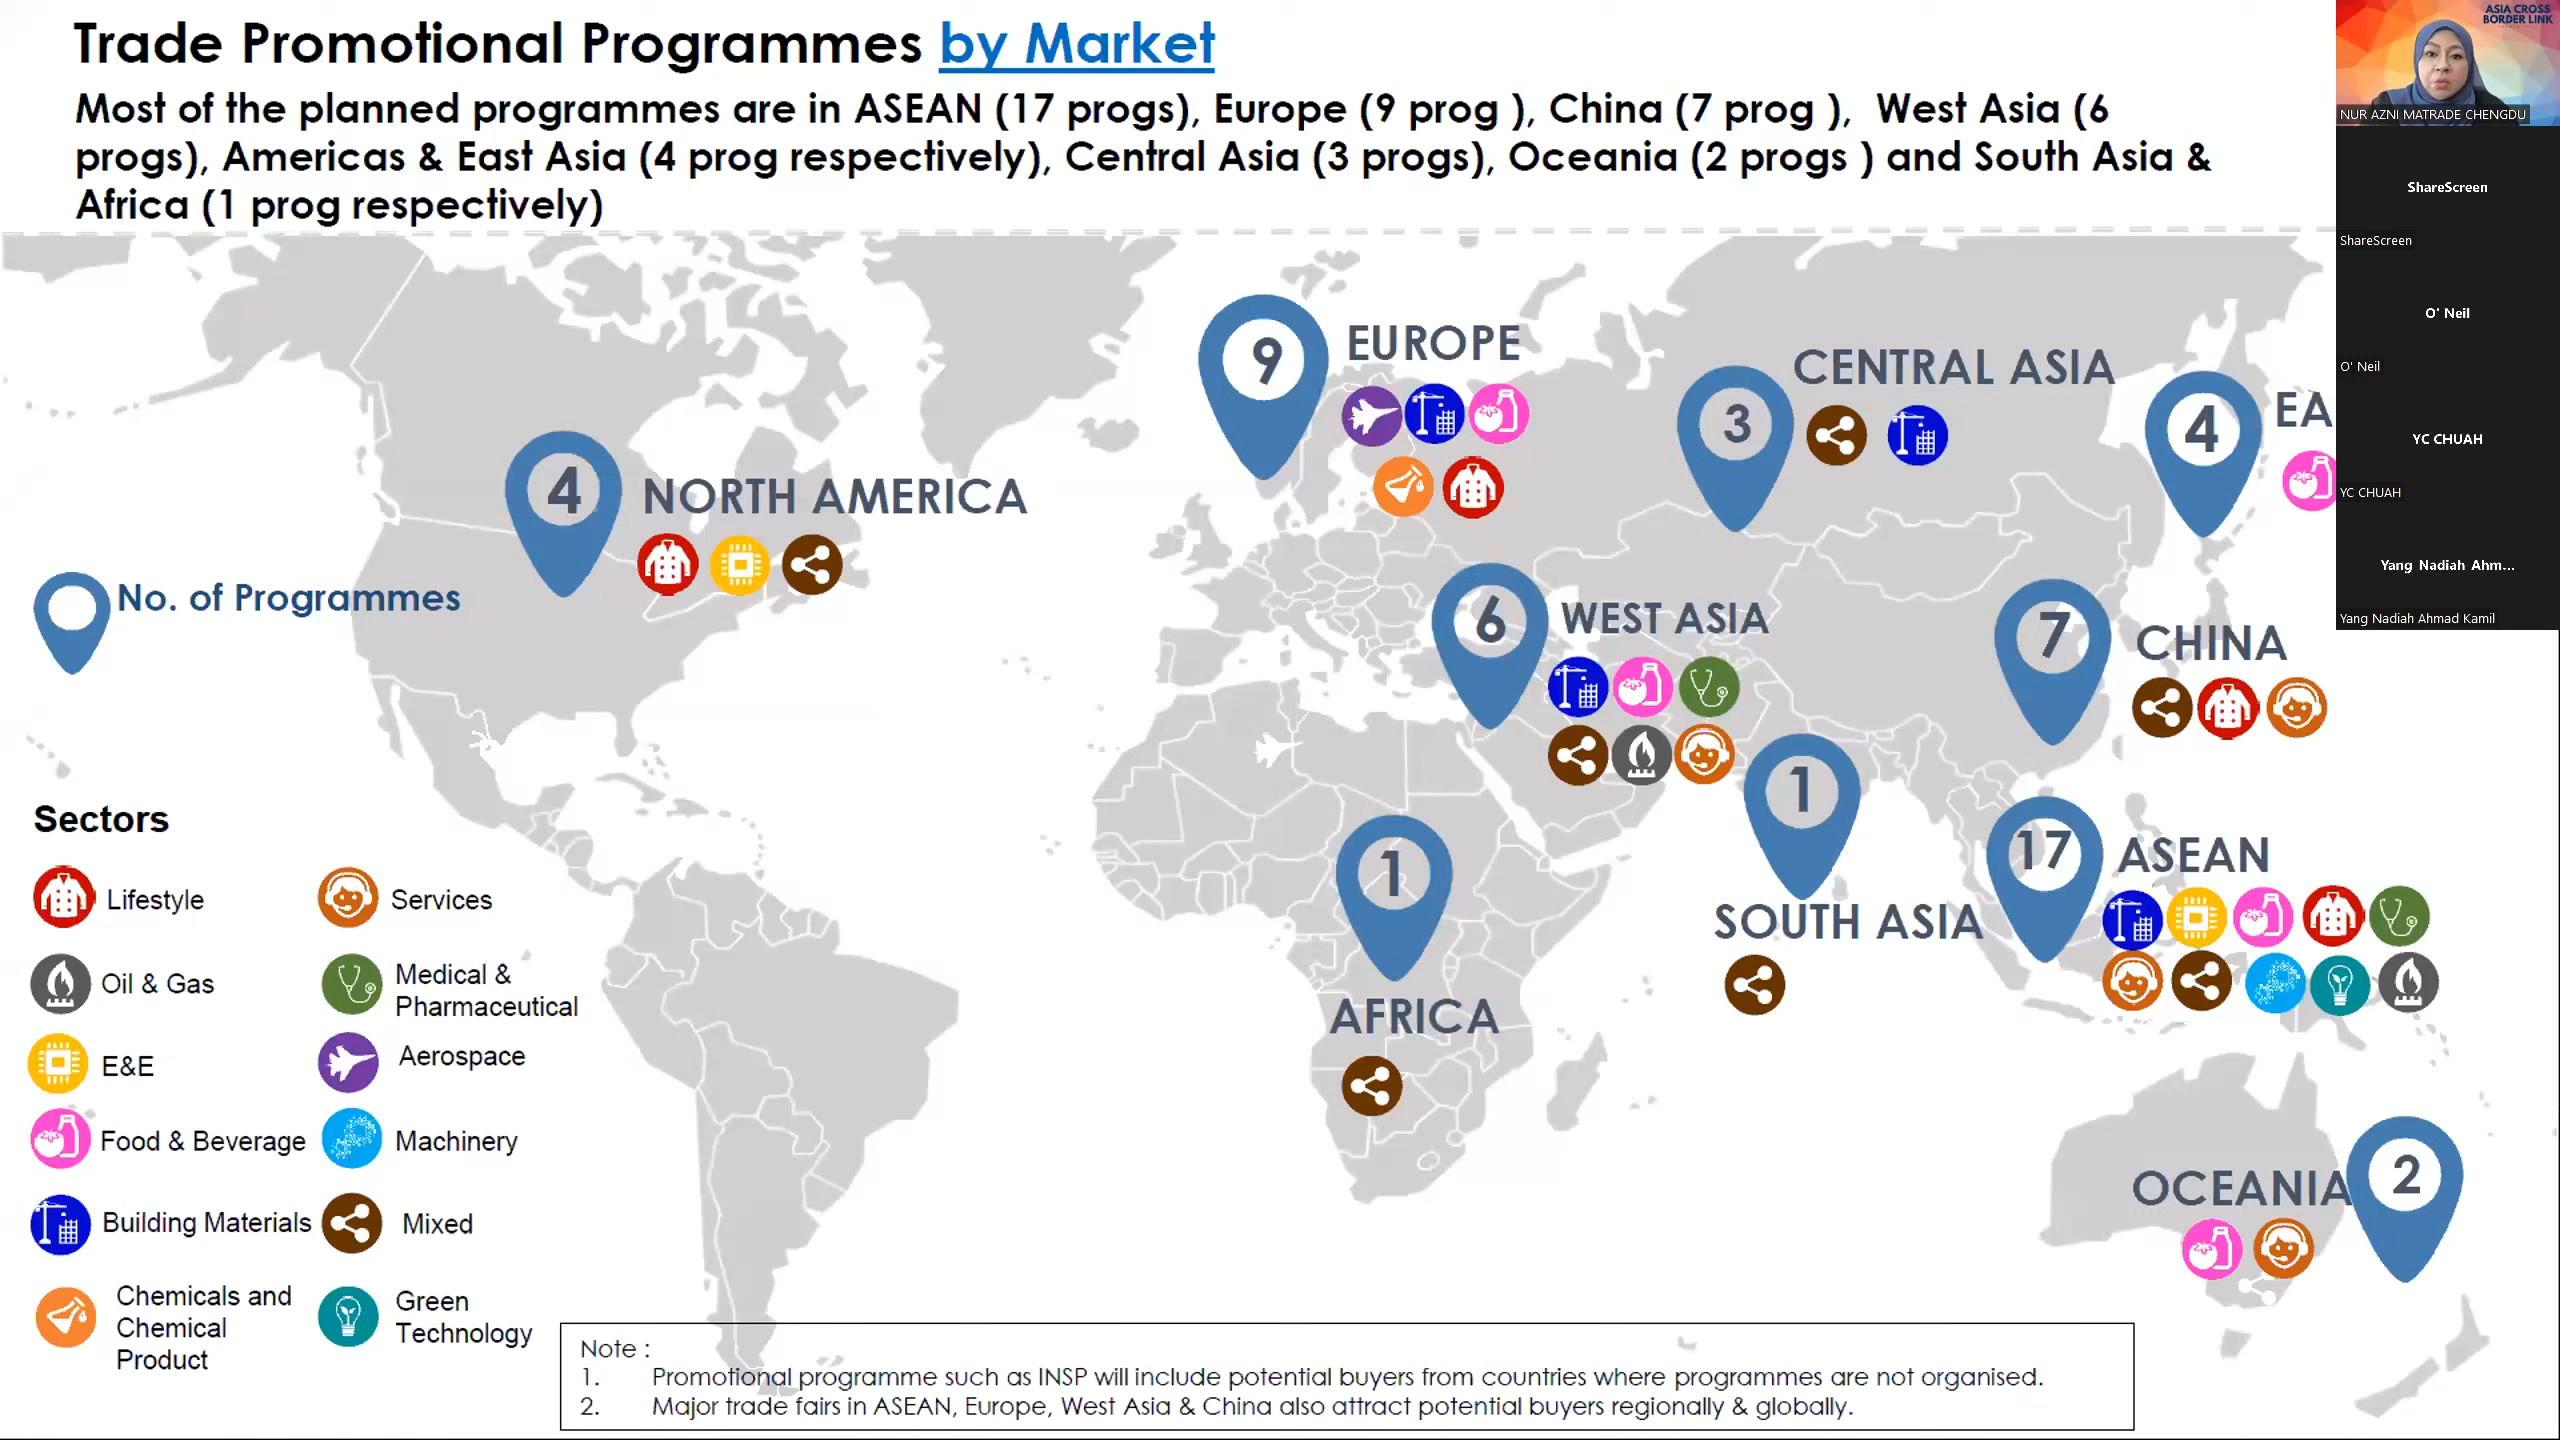 Trade Promotional Programmes by Market
Most of the planned programmes are in ASEAN (17 progs), Europe (9 prog ), China (7 prog ), West Asia (6
progs), Americas & East Asia (4 prog respectively), Central Asia (3 progs), Oceania (2 progs ) and South Asia &
Africa (1 prog respectively)
ASIA CROSS
BORDER LINK
NUR AZNI MATRADE CHENGDU
ShareScreen
ShareScreen
O' Neil
O' Neil
YC CHUAH
YC CHUAH
Yang Nadiah Ahm...
Yang Nadiah Ahmad Kamil
9
EUROPE
3
CENTRAL ASIA
4
EA
4
NORTH AMERICA
No. of Programmes
6
WEST ASIA
7
CHINA
1
SOUTH ASIA
17
ASEAN
1
AFRICA
OCEANIA
2
Sectors
Lifestyle
Services
Oil & Gas
Medical &
Pharmaceutical
E&E
Aerospace
Food & Beverage
Machinery
Building Materials
Mixed
Chemicals and
Chemical
Product
Green
Technology
Note :
1. Promotional programme such as INSP will include potential buyers from countries where programmes are not organised.
2. Major trade fairs in ASEAN, Europe, West Asia & China also attract potential buyers regionally & globally.